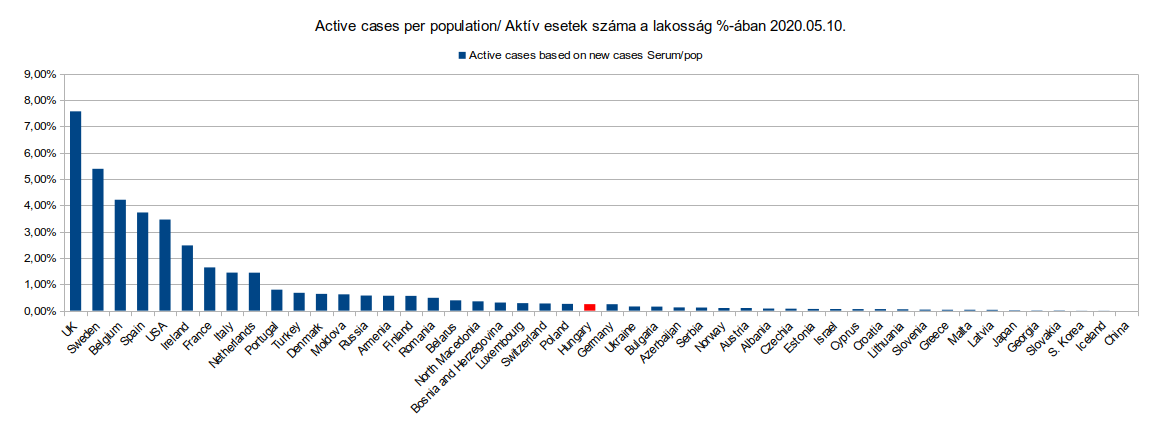 Active cases per population/ Aktív esetek száma a lakosság %-ában 2020.05.10.
Active cases based on new cases Serum/pop
9,00%
8,00%
7,00%
6,00%
5,00%
4,00%
3,00%
2,00%
1,00%
0,00%
UK
Sweden
Belgium
Spain
USA
Ireland
France
Italy
Netherlands
Portugal
Turkey
Denmark
Moldova
Russia
Armenia
Finland
Romania
Belarus
North Macedonia
Bosnia and Herzegovina
Luxembourg
Switzerland
Poland
Hungary
Germany
Ukraine
Bulgaria
Azerbaijan
Serbia
Norway
Austria
Albania
Czechia
Estonia
Israel
Cyprus
Croatia
Lithuania
Slovenia
Greece
Malta
Latvia
Japan
Georgia
Slovakia
S. Korea
Iceland
China